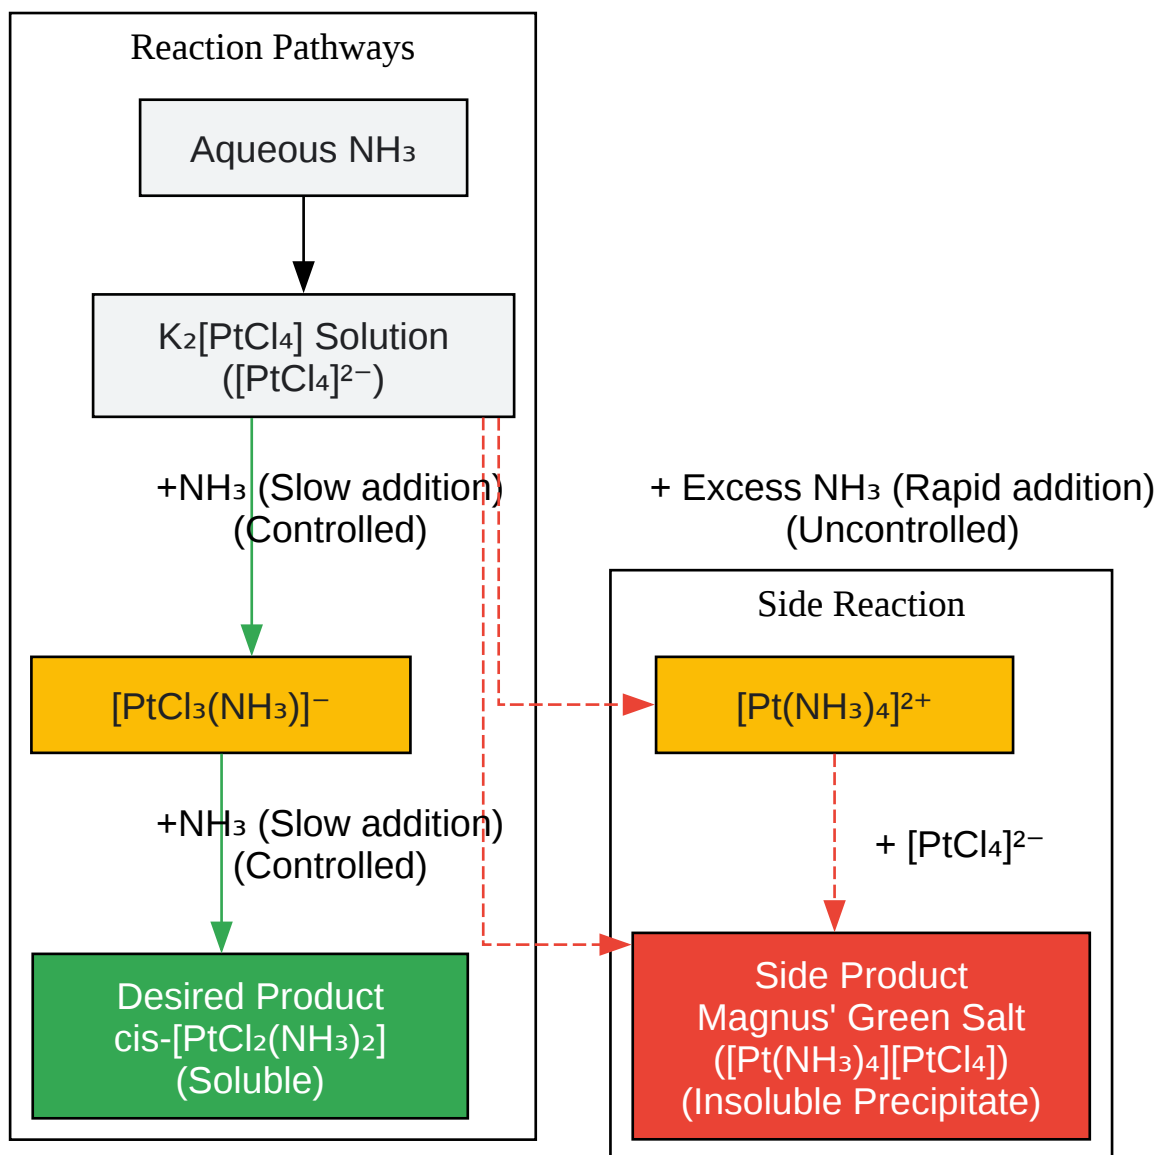 Reaction Pathways
Aqueous NH₃
K₂[PtCl₄] Solution
([PtCl₄]²⁻)
+NH₃ (Slow addition)
(Controlled)
+ Excess NH₃ (Rapid addition)
(Uncontrolled)
Side Reaction
[PtCl₃(NH₃)]⁻
[Pt(NH₃)₄]²⁺
+NH₃ (Slow addition)
(Controlled)
+ [PtCl₄]²⁻
Desired Product
cis-[PtCl₂(NH₃)₂]
(Soluble)
Side Product
Magnus' Green Salt
([Pt(NH₃)₄][PtCl₄])
(Insoluble Precipitate)